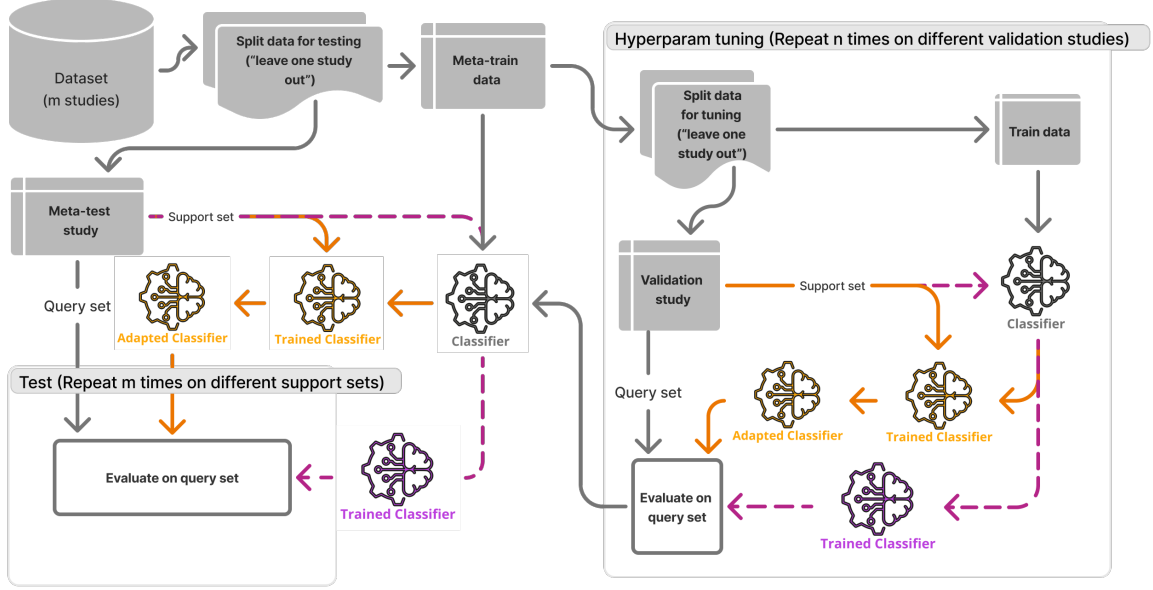 Dataset
(m studies)
Split data for testing
(“leave one study
out”)
Meta-train
data
Hyperparam tuning (Repeat n times on different validation studies)
Split data
for tuning
(“leave one
study out”)
Train data
Meta-test
study
Support set
Query set
Adapted Classifier
Trained Classifier
Classifier
Validation
study
Support set
Classifier
Query set
Adapted Classifier
Trained Classifier
Test (Repeat m times on different support sets)
Evaluate on query set
Trained Classifier
Evaluate on
query set
Trained Classifier